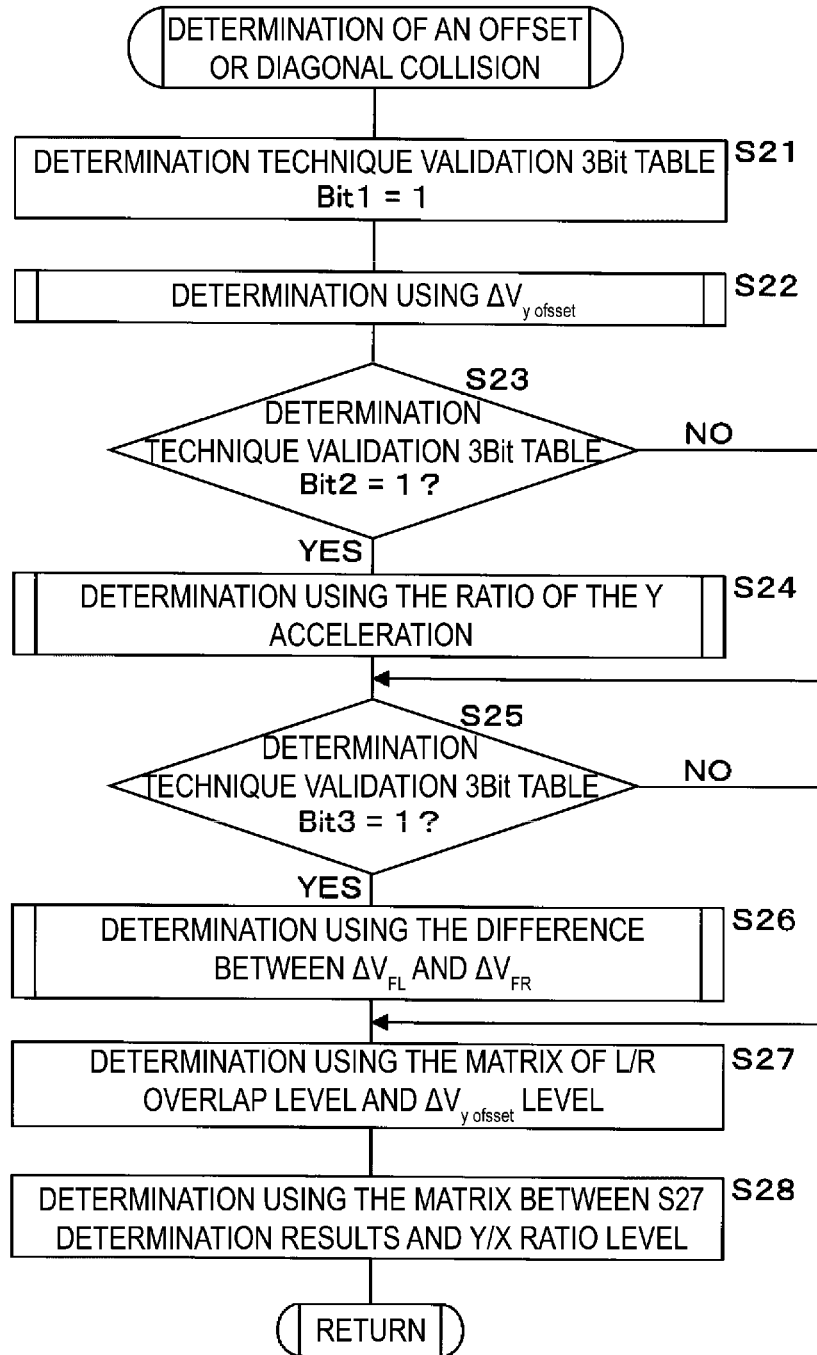 DETERMINATION OF AN OFFSET
OR DIAGONAL COLLISION
DETERMINATION TECHNIQUE VALIDATION 3Bit TABLE
Bit1 = 1
S21
DETERMINATION USING ΔVy ofsset
S22
S23
DETERMINATION
TECHNIQUE VALIDATION 3Bit TABLE
Bit2 = 1 ?
NO
YES
DETERMINATION USING THE RATIO OF THE Y
ACCELERATION
S24
S25
DETERMINATION
TECHNIQUE VALIDATION 3Bit TABLE
Bit3 = 1 ?
NO
YES
DETERMINATION USING THE DIFFERENCE
BETWEEN ΔVFL AND ΔVFR
S26
DETERMINATION USING THE MATRIX OF L/R
OVERLAP LEVEL AND ΔVy ofsset LEVEL
S27
DETERMINATION USING THE MATRIX BETWEEN S27
DETERMINATION RESULTS AND Y/X RATIO LEVEL
S28
RETURN